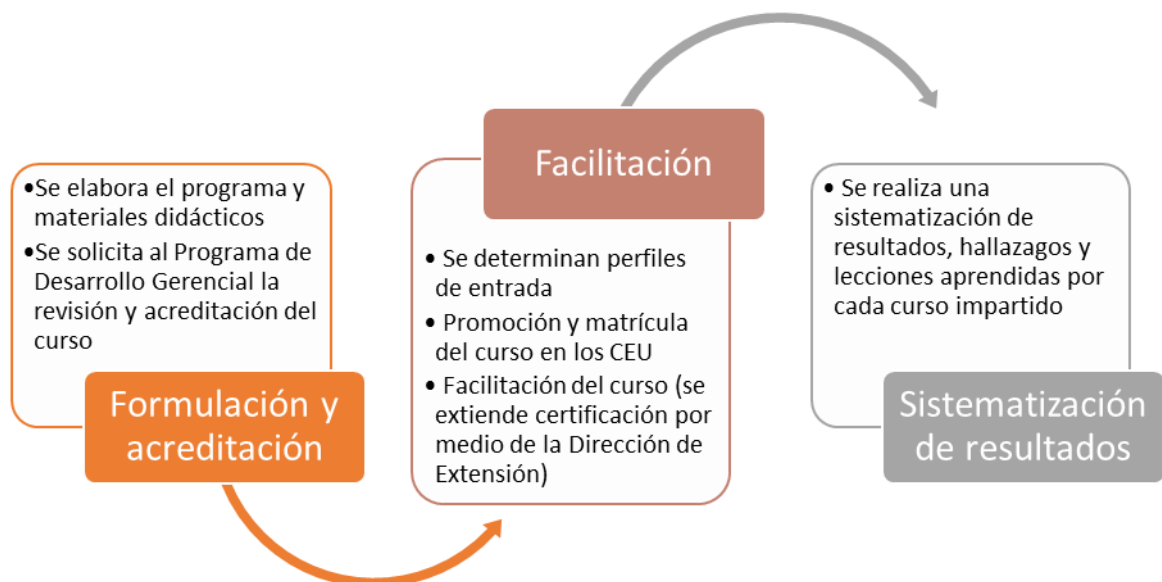 •Se elabora el programa y
materiales didácticos
•Se solicita al Programa de
Desarrollo Gerencial la
revisión y acreditación del
curso
Formulación y
acreditación
Facilitación
• Se determinan perfiles
de entrada
• Promoción y matrícula
del curso en los CEU
• Facilitación del curso (se
extiende certificación por
medio de la Dirección de
Extensión)
• Se realiza una
sistematización de
resultados, hallazagos y
lecciones aprendidas por
cada curso impartido
Sistematización
de resultados